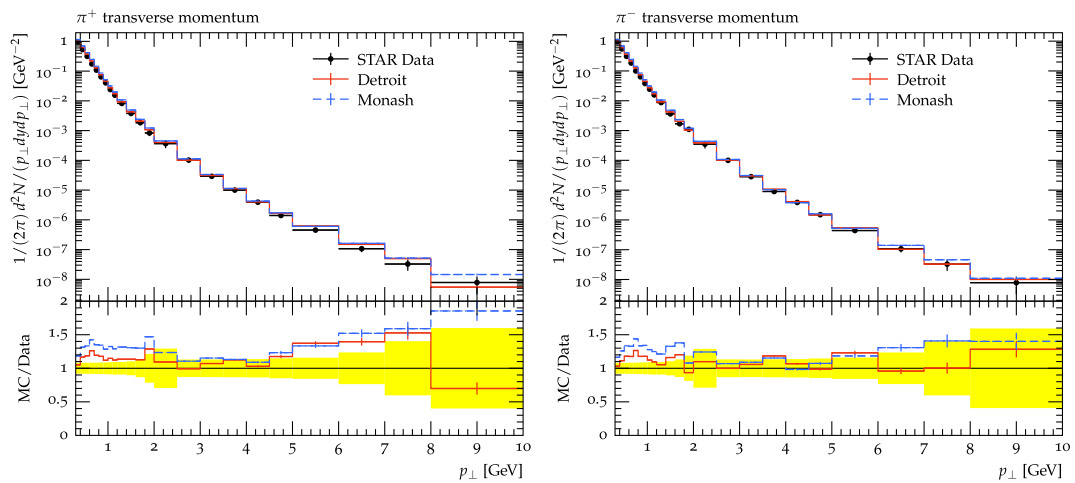 π⁺ transverse momentum
1/(2π) d²N/(p⊥dydp⊥) [GeV⁻²]
1
10⁻¹
10⁻²
10⁻³
10⁻⁴
10⁻⁵
10⁻⁶
10⁻⁷
10⁻⁸
STAR Data
Detroit
Monash
MC/Data
2
1.5
1
0.5
0
1 2 3 4 5 6 7 8 9 10
p⊥ [GeV]
π⁻ transverse momentum
1/(2π) d²N/(p⊥dydp⊥) [GeV⁻²]
1
10⁻¹
10⁻²
10⁻³
10⁻⁴
10⁻⁵
10⁻⁶
10⁻⁷
10⁻⁸
STAR Data
Detroit
Monash
MC/Data
2
1.5
1
0.5
0
1 2 3 4 5 6 7 8 9 10
p⊥ [GeV]